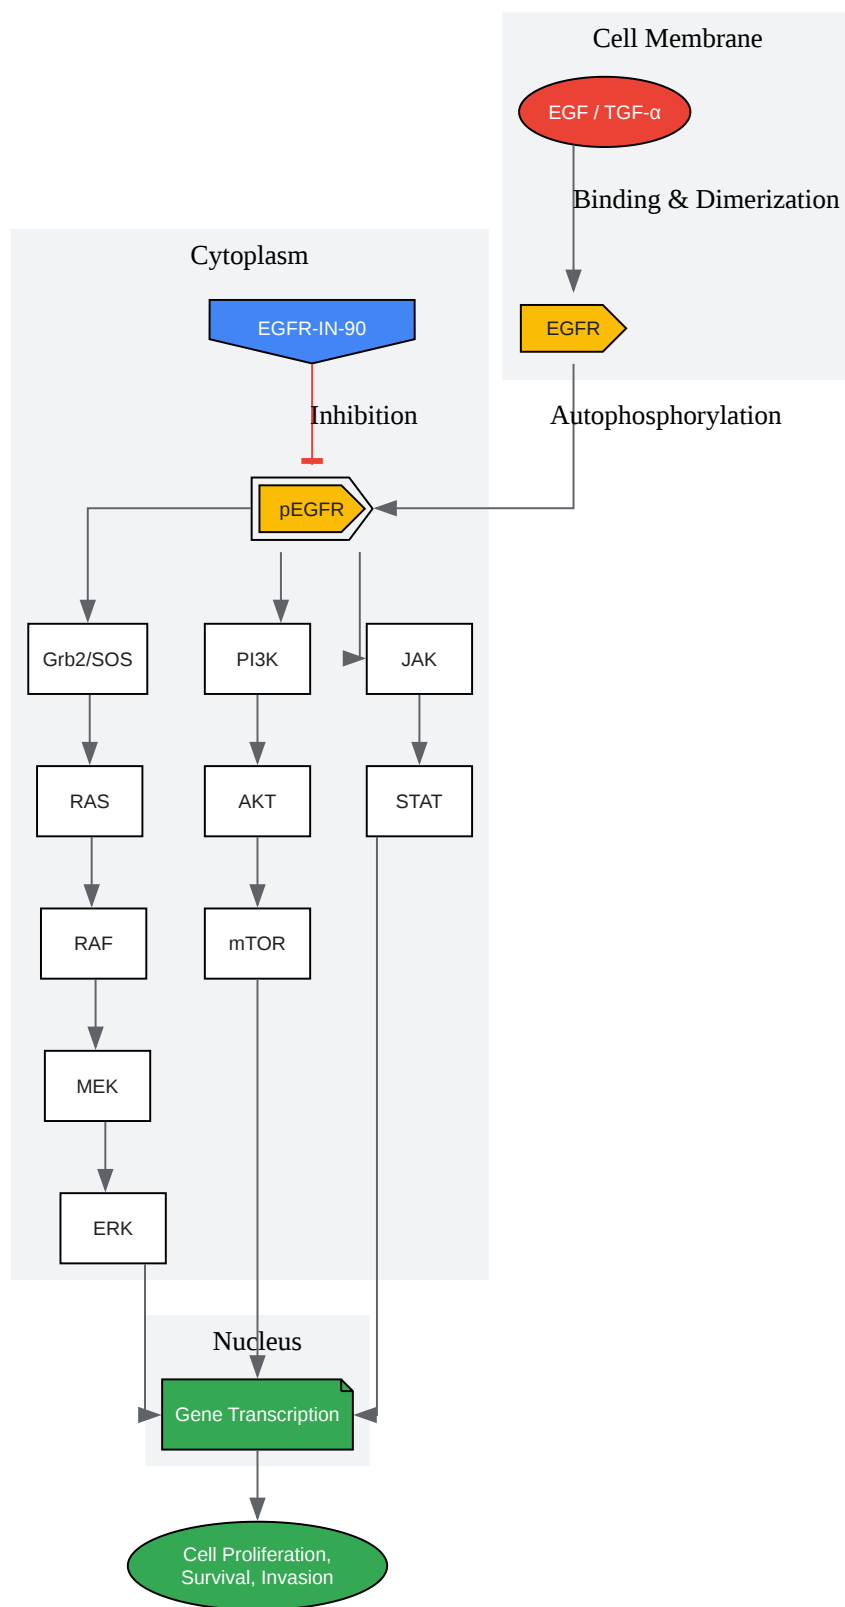 Cell Membrane
EGF / TGF-α
Binding & Dimerization
Cytoplasm
EGFR-IN-90
EGFR
Inhibition
Autophosphorylation
pEGFR
Grb2/SOS
PI3K
JAK
RAS
AKT
STAT
RAF
mTOR
MEK
ERK
Nucleus
Gene Transcription
Cell Proliferation,
Survival, Invasion